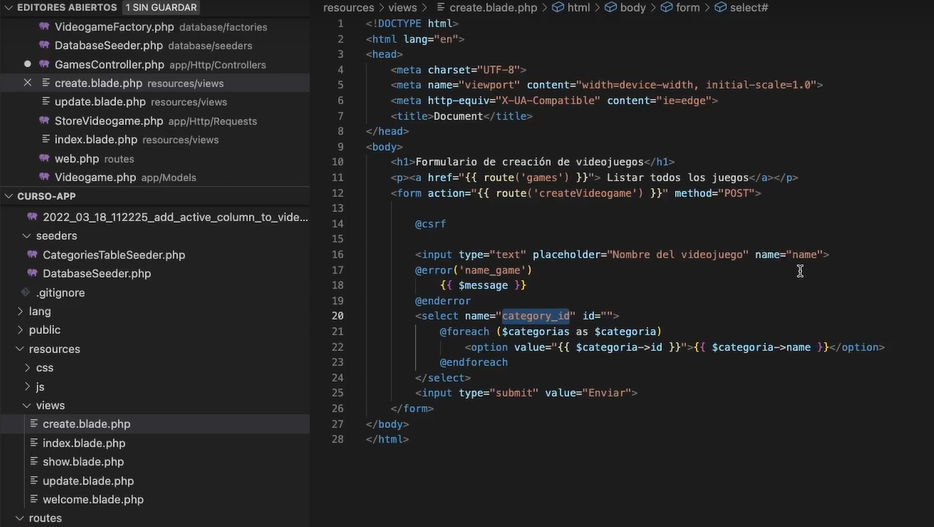 EDITORES ABIERTOS 1 SIN GUARDAR
VideogameFactory.php database/factories
DatabaseSeeder.php database/seeders
GamesController.php app/Http/Controllers
create.blade.php resources/views
update.blade.php resources/views
StoreVideogame.php app/Http/Requests
index.blade.php resources/views
web.php routes
Videogame.php app/Models
CURSO-APP
2022_03_18_112225_add_active_column_to_vide...
seeders
CategoriesTableSeeder.php
DatabaseSeeder.php
.gitignore
lang
public
resources
css
js
views
create.blade.php
index.blade.php
show.blade.php
update.blade.php
welcome.blade.php
routes
resources > views > create.blade.php > html > body > form > select#
1 <!DOCTYPE html>
2 <html lang="en">
3 <head>
4 <meta charset="UTF-8">
5 <meta name="viewport" content="width=device-width, initial-scale=1.0">
6 <meta http-equiv="X-UA-Compatible" content="ie=edge">
7 <title>Document</title>
8 </head>
9 <body>
10 <h1>Formulario de creación de videojuegos</h1>
11 <p><a href="{{ route('games') }}"> Listar todos los juegos</a></p>
12 <form action="{{ route('createVideogame') }}" method="POST">
13
14 @csrf
15
16 <input type="text" placeholder="Nombre del videojuego" name="name">
17 @error('name_game')
18 {{ $message }}
19 @enderror
20 <select name="category_id" id="">
21 @foreach ($categorias as $categoria)
22 <option value="{{ $categoria->id }}">{{ $categoria->name }}</option>
23 @endforeach
24 </select>
25 <input type="submit" value="Enviar">
26 </form>
27 </body>
28 </html>